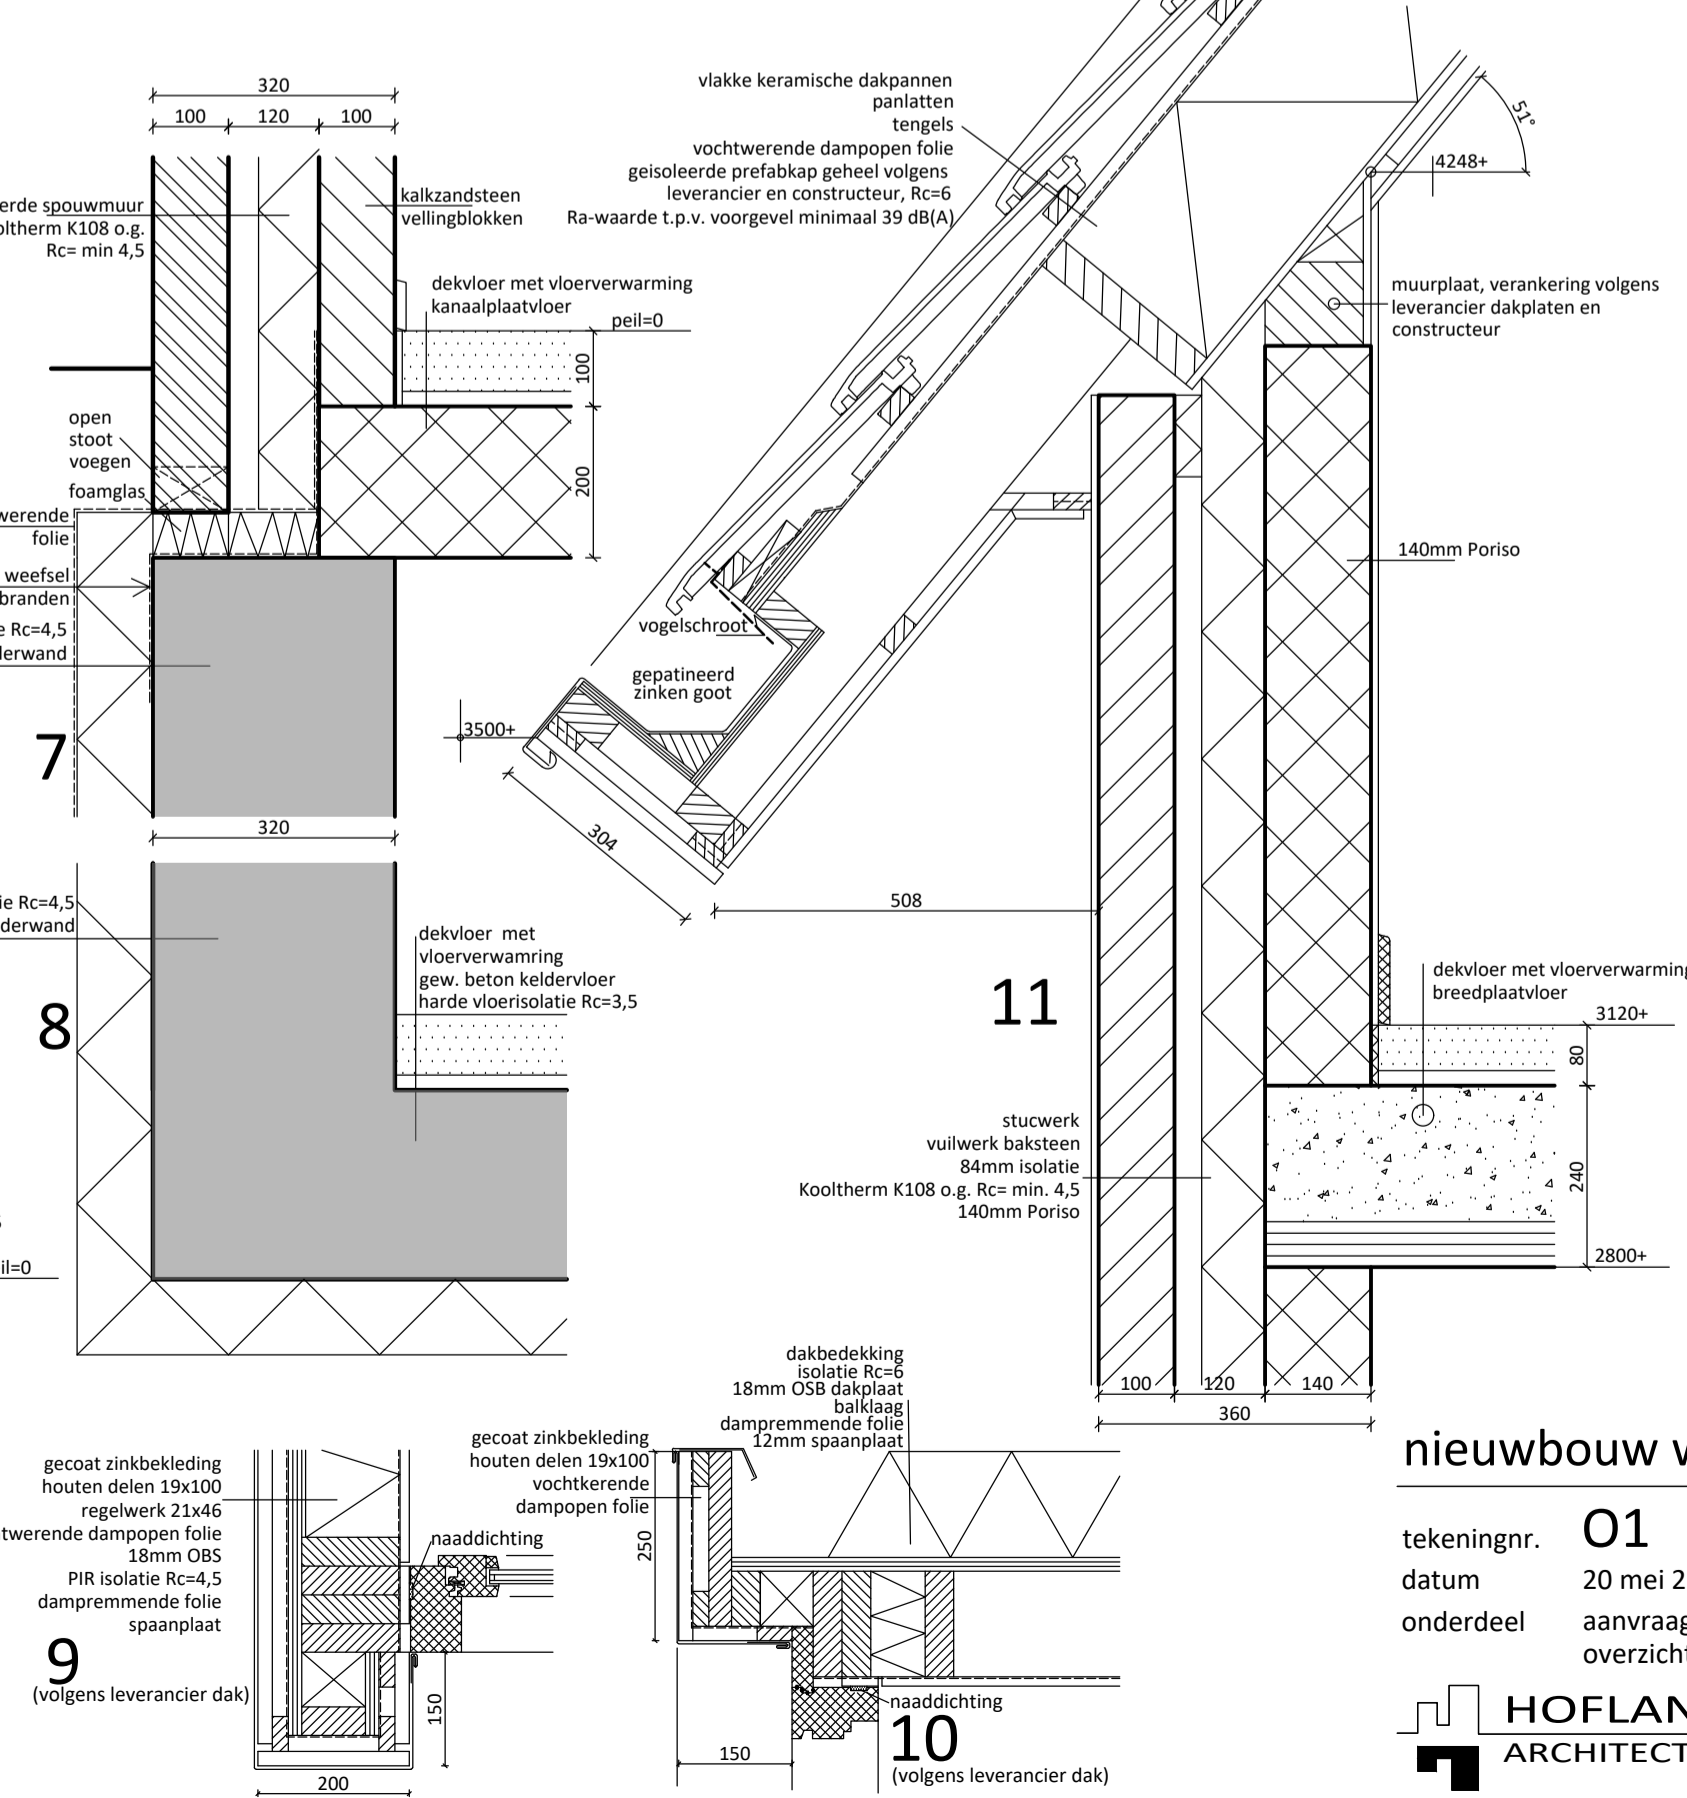 320
100 120 100
erde spouwmuur
oltherm K108 o.g.
Rc= min 4,5
kalkzandsteen
vellingblokken
dekvloer met vloerverwarming
kanaalplaatvloer
peil=0
100
200
open
stoot
voegen
foamglas
werende
folie
weefsel
branden
e Rc=4,5
derwand
7
320
vlakke keramische dakpannen
panlatten
tengels
vochtwerende dampopen folie
geisoleerde prefabkap geheel volgens
leverancier en constructeur, Rc=6
Ra-waarde t.p.v. voorgevel minimaal 39 dB(A)
51°
4248+
muurplaat, verankering volgens
leverancier dakplaten en
constructeur
140mm Poriso
vogelschroot
gepatineerd
zinken goot
3500+
304
508
11
dekvloer met vloerverwarming
breedplaatvloer
3120+
80
240
2800+
stucwerk
vuilwerk baksteen
84mm isolatie
Kooltherm K108 o.g. Rc= min. 4,5
140mm Poriso
100 120 140
360
ie Rc=4,5
derwand
8
dekvloer met
vloerverwamring
gew. beton keldervloer
harde vloerisolatie Rc=3,5
il=0
gecoat zinkbekleding
houten delen 19x100
regelwerk 21x46
twerende dampopen folie
18mm OBS
PIR isolatie Rc=4,5
dampremmende folie
spaanplaat
9
(volgens leverancier dak)
naaddichting
150
200
dakbedekking
isolatie Rc=6
18mm OSB dakplaat
balklaag
dampremmende folie
12mm spaanplaat
gecoat zinkbekleding
houten delen 19x100
vochtkerende
dampopen folie
250
150
naaddichting
10
(volgens leverancier dak)
nieuwbouw w
tekeningnr. O1
datum 20 mei 2
onderdeel aanvraag
overzicht
HOFLAN
ARCHITECT